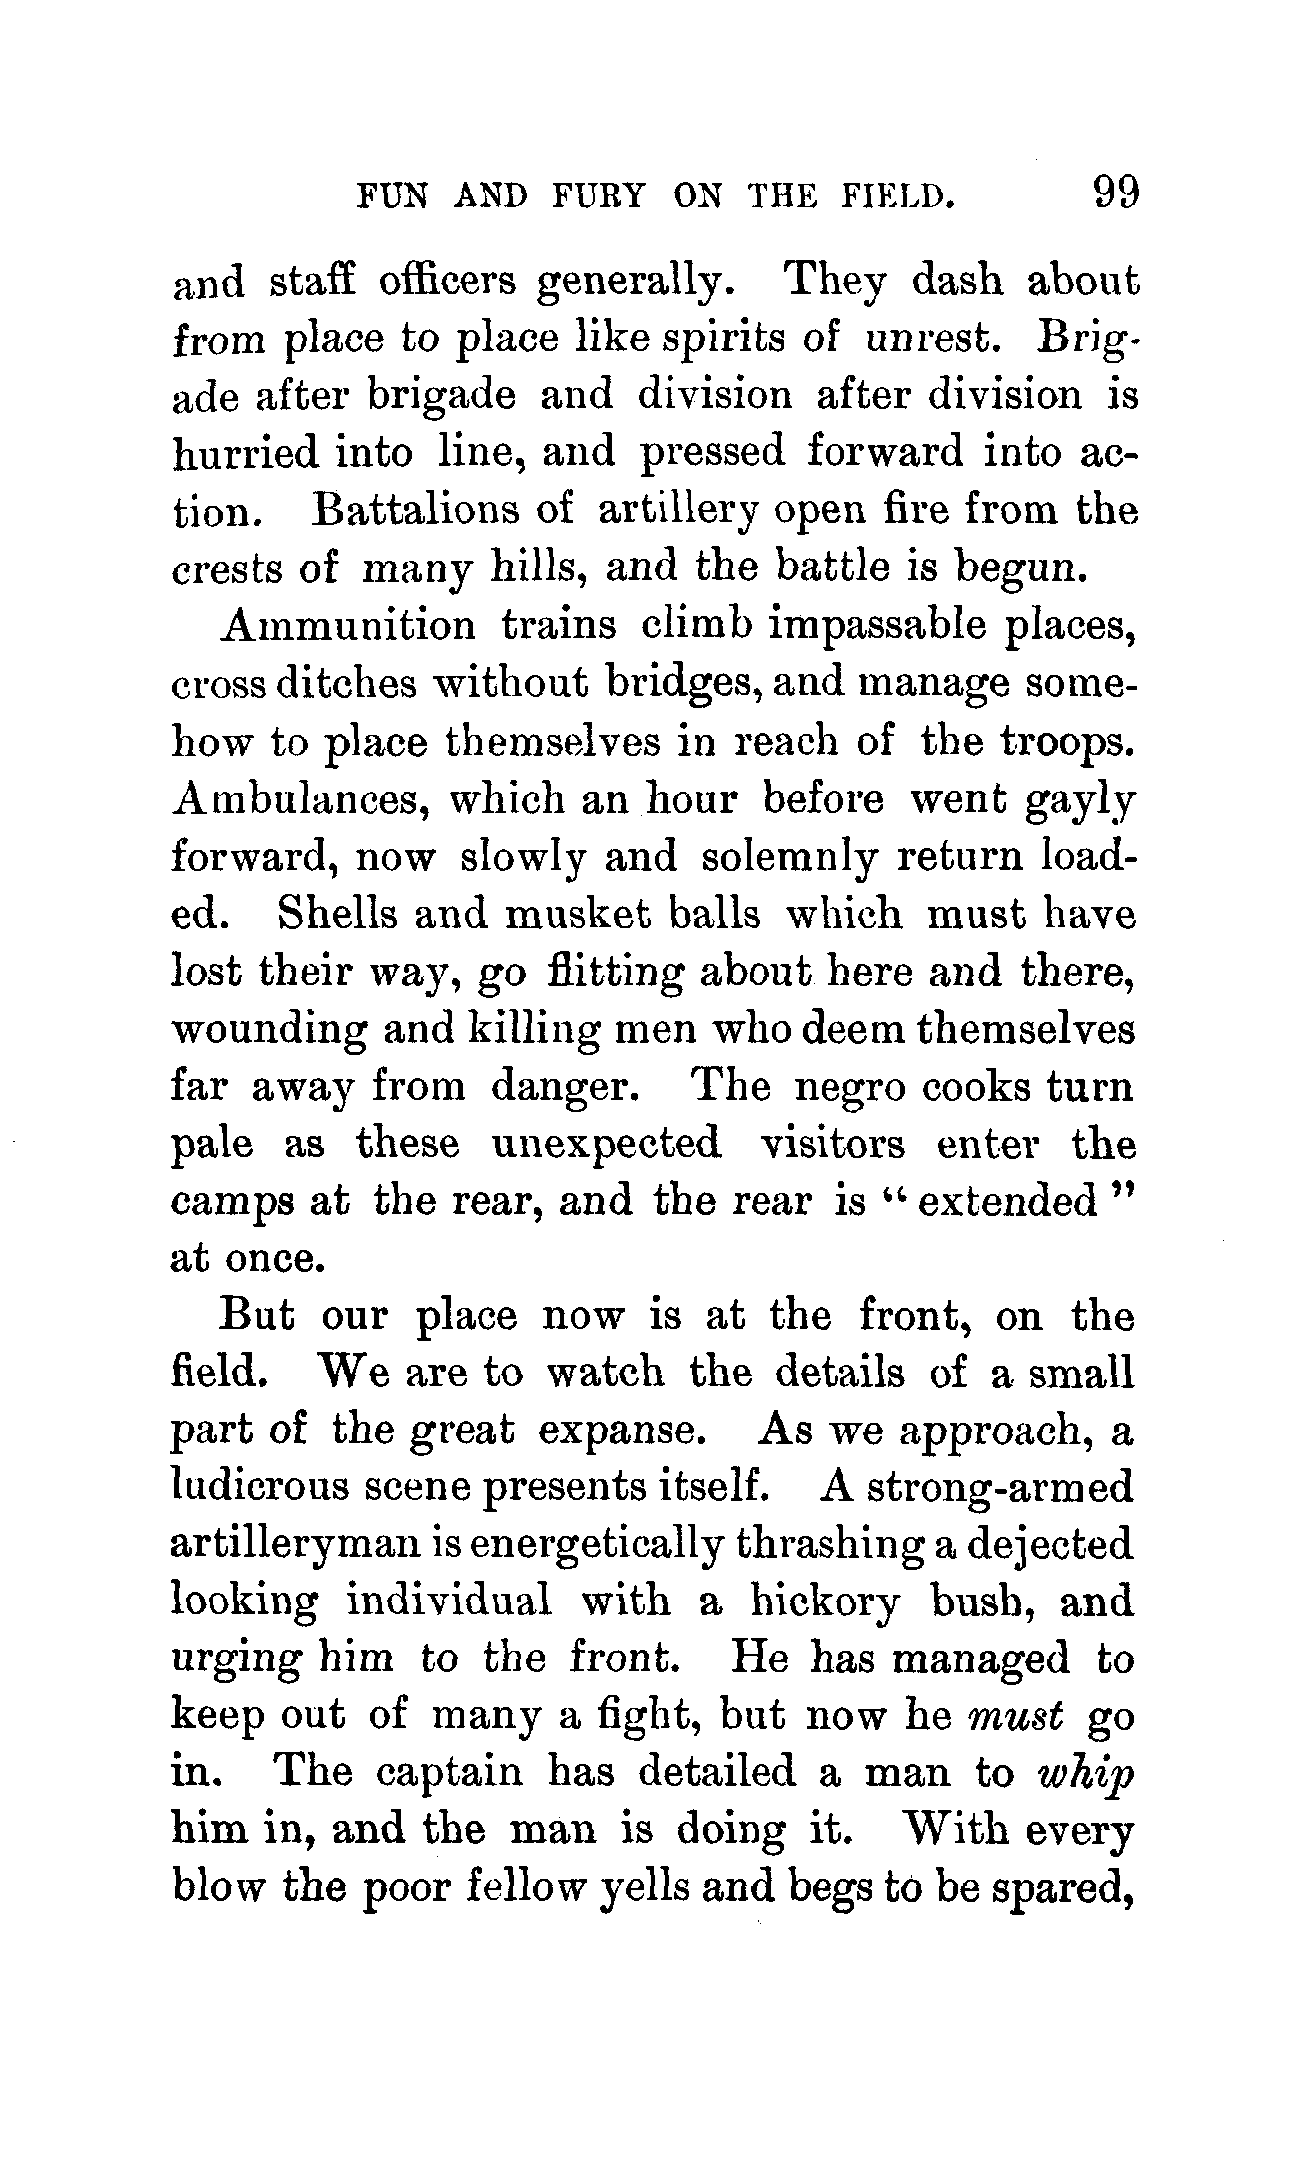 FUN AND FURY ON THE FIELD. 99
and staff officers generally. They dash about
from place to place like spirits of unrest. Brig-
ade after brigade and division after division is
hurried into line, and pressed forward into ac-
tion. Battalions of artillery open fire from the
crests of many hills, and the battle is begun.
Ammunition trains climb impassable places,
cross ditches without bridges, and manage some-
how to place themselves in reach of the troops.
Ambulances, which an hour before went gayly
forward, now slowly and solemnly return load-
ed. Shells and musket balls which must have
lost their way, go flitting about here and there,
wounding and killing men who deem themselves
far away from danger. The negro cooks turn
pale as these unexpected visitors enter the
camps at the rear, and the rear is “ extended ”
at once.
But our place now is at the front, on the
field. We are to watch the details of a small
part of the great expanse. As we approach, a
ludicrous scene presents itself. A strong-armed
artilleryman is energetically thrashing a dejected
looking individual with a hickory bush, and
urging him to the front. He has managed to
keep out of many a fight, but now he must go
in. The captain has detailed a man to whip
him in, and the man is doing it. With every
blow the poor fellow yells and begs to be spared,